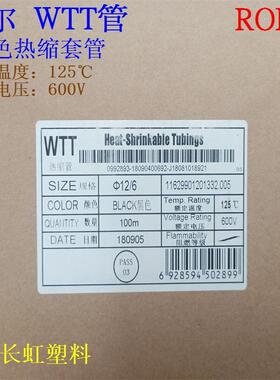 尔 WTT管 ROH
色热缩套管
温度：125℃
电压：600V
WTT Heat-Shrinkable Tubings
热缩管 0992893-18090400692-J18081018921
SIZE 规格 Φ12/6 11629901201332.005
COLOR 颜色 BLACK黑色 Temp. Rating 额定温度 125℃
QUANTITY 数量 100m Voltage Rating 额定电压 600V
DATE 日期 180905 Flammability 阻燃等级
PASS
03
6 928594 502899
长虹塑料